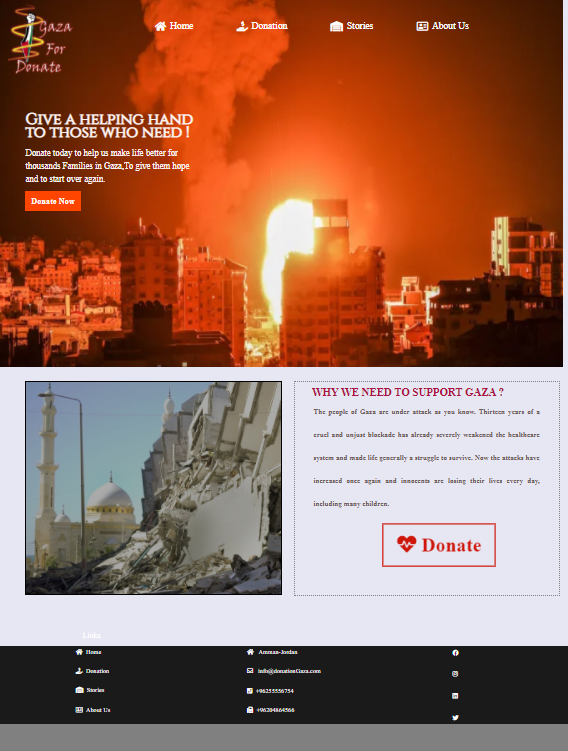 Gaza
For
Donate
Home
Donation
Stories
About Us
Give a helping hand
to those who need !
Donate today to help us make life better for
thousands Families in Gaza,To give them hope
and to start over again.
Donate Now
WHY WE NEED TO SUPPORT GAZA ?
The people of Gaza are under attack as you know. Thirteen years of a
cruel and unjust blockade has already severely weakened the healthcare
system and made life generally a struggle to survive. Now the attacks have
increased once again and innocents are losing their lives every day,
including many children.
Donate
Links
Home
Donation
Stories
About Us
Amman-Jordan
info@donationGaza.com
+96255556754
+96204864566